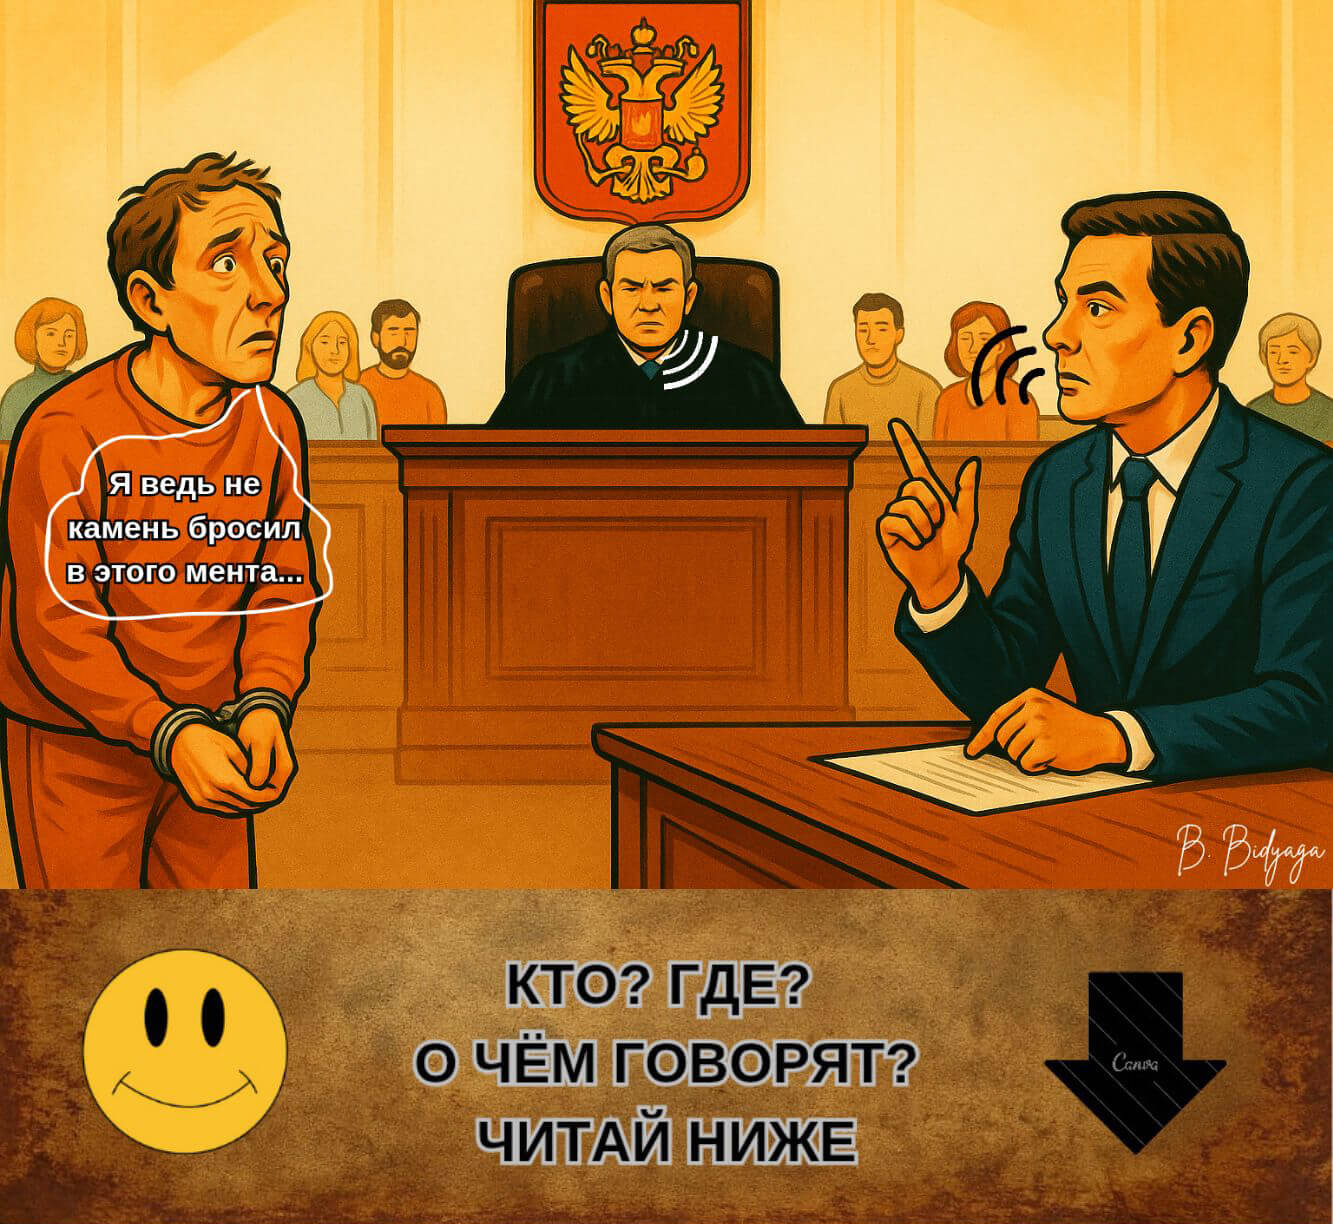 Я ведь не
камень бросил
в этого мента...
B. Bidyaga
КТО? ГДЕ?
О ЧЁМ ГОВОРЯТ?
ЧИТАЙ НИЖЕ
Canva